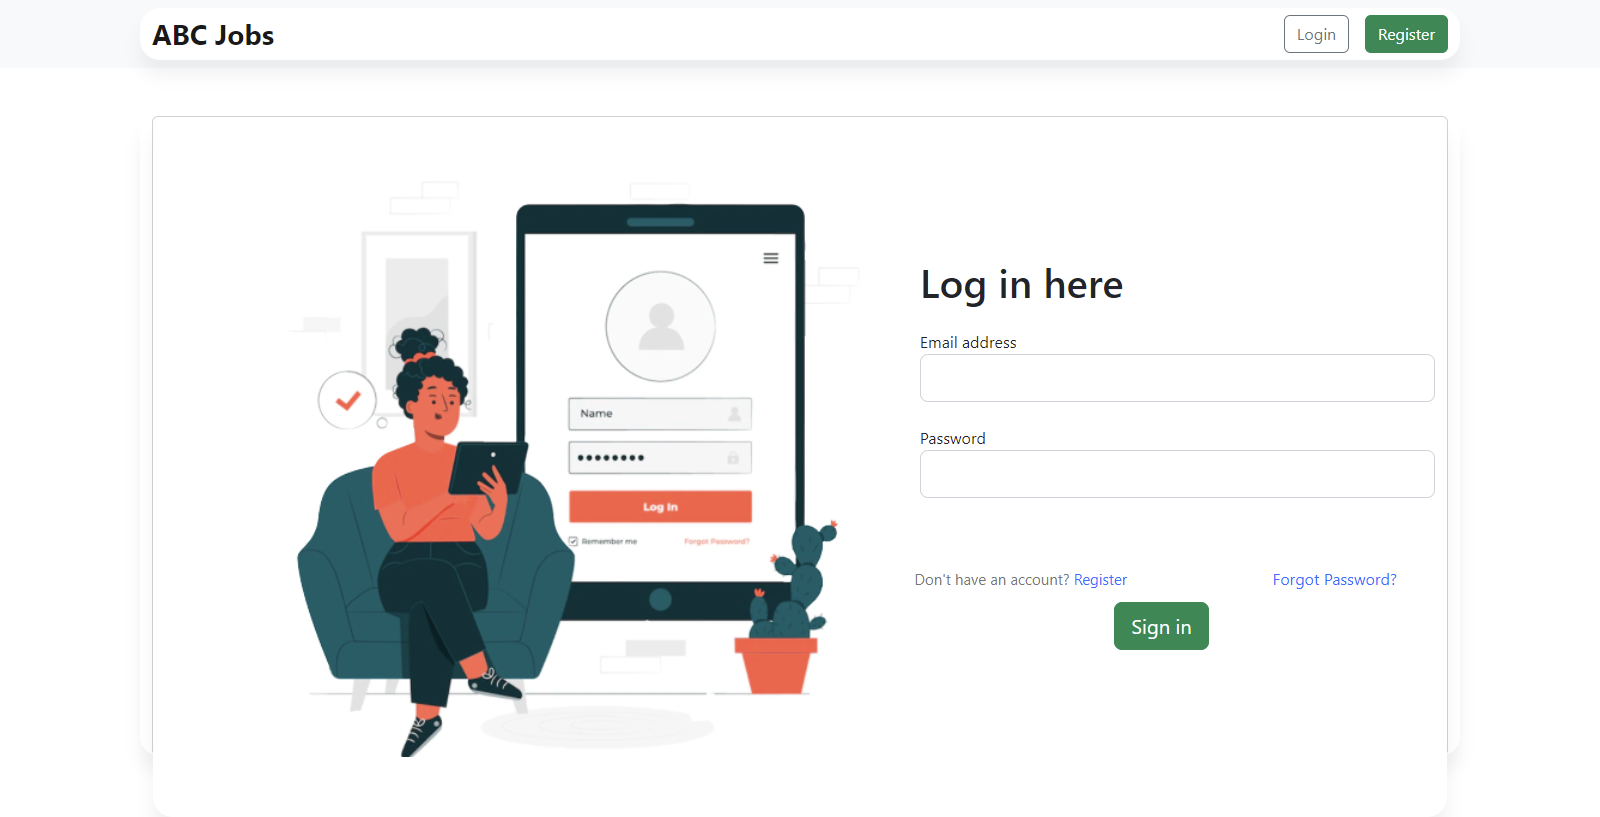 ABC Jobs
Login
Register
Name
••••••••
Log In
Remember me
Forgot Password?
Log in here
Email address
Password
Don't have an account? Register
Forgot Password?
Sign in